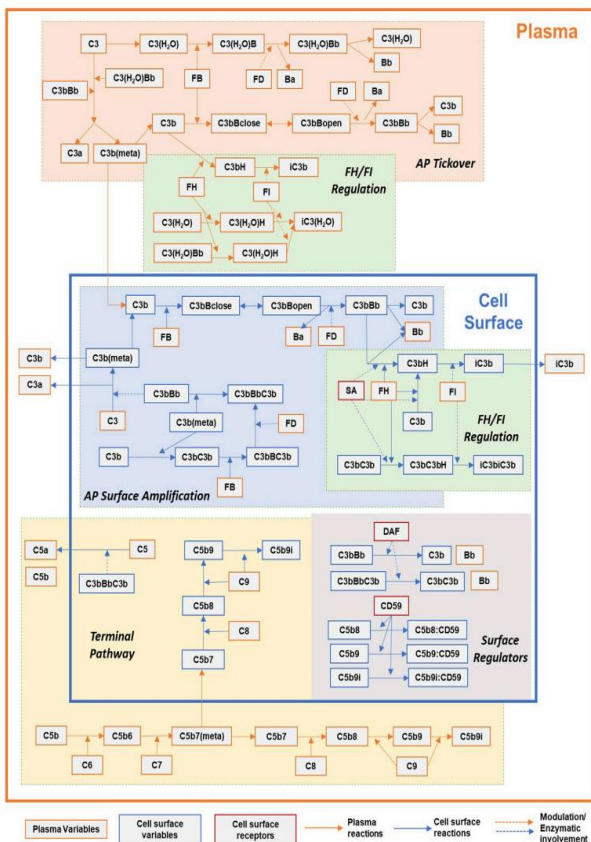 Plasma
C3 C3(H₂O) C3(H₂O)B C3(H₂O)Bb C3(H₂O)
Bb
C3(H₂O)Bb FB FD Ba
C3bBb FD Ba
C3b C3bBclose C3bBopen C3bBb C3b
Bb
C3a C3b(meta)
AP Tickover
C3bH iC3b FH/FI
Regulation
FH FI
C3(H₂O) C3(H₂O)H iC3(H₂O)
C3(H₂O)Bb C3(H₂O)H
Cell
Surface
C3b C3bBclose C3bBopen C3bBb C3b
FB Ba FD Bb
C3b C3b(meta)
C3bH iC3b iC3b
C3a
C3bBb C3bBbC3b SA FH FI
C3 C3b(meta) FD C3b FH/FI
Regulation
C3b C3bC3b C3bBC3b C3bC3b C3bC3bH iC3biC3b
FB
AP Surface Amplification
C5a C5 C5b9 C5b9i DAF
C3bBb C3b Bb
C5b C3bBbC3b C9 C3bBbC3b C3bC3b Bb
C5b8 CD59
Terminal
Pathway
C8 C5b8 C5b8:CD59
C5b7 C5b9 C5b9:CD59 Surface
Regulators
C5b9i C5b9i:CD59
C5b C5b6 C5b7(meta) C5b7 C5b8 C5b9 C5b9i
C6 C7 C8 C9
Plasma Variables
Cell surface
variables
Cell surface
receptors
Plasma
reactions
Cell surface
reactions
Modulation/
Enzymatic
involvement